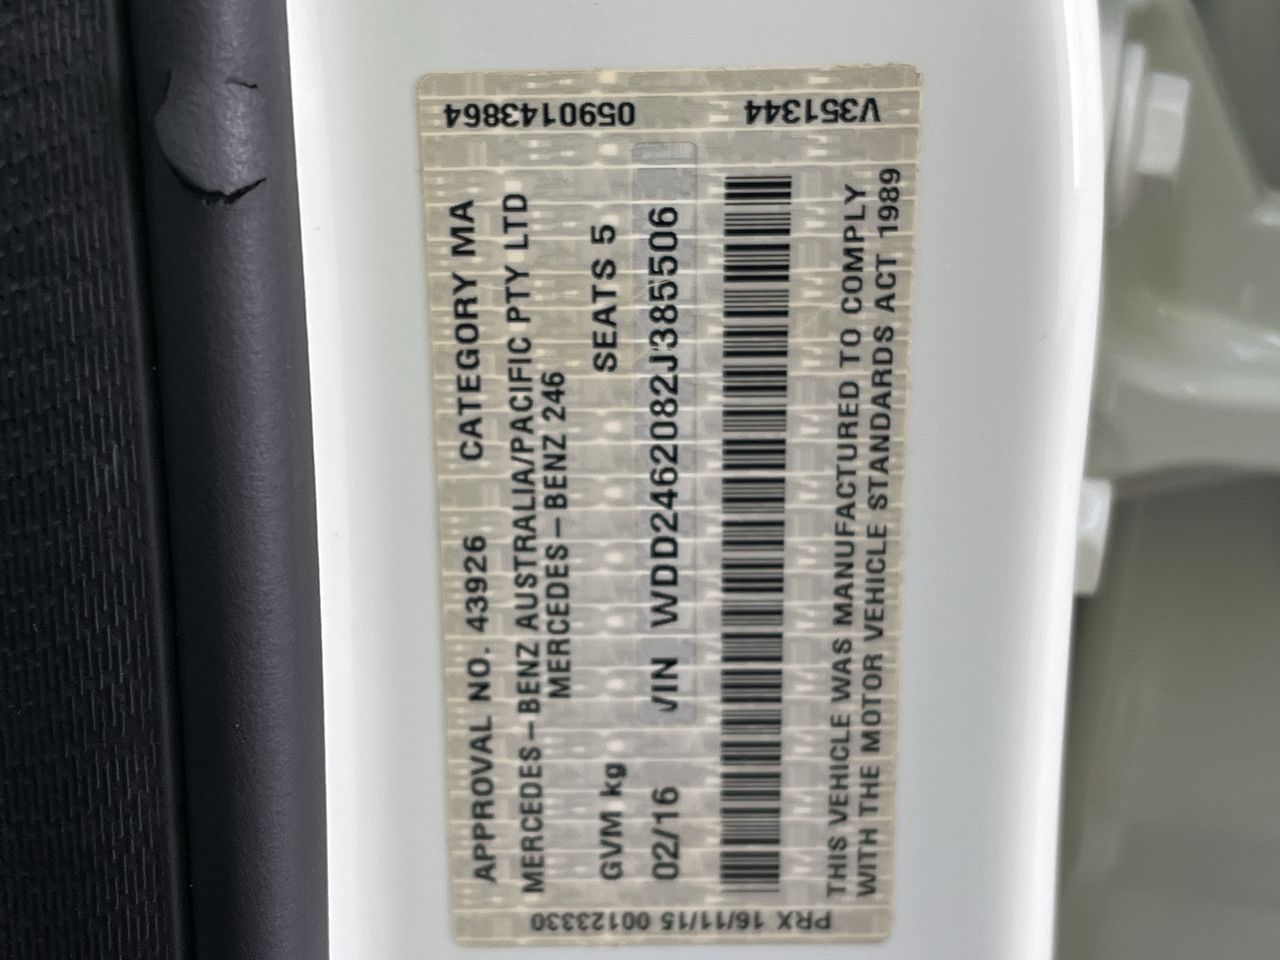 APPROVAL NO. 43926 CATEGORY MA
MERCEDES-BENZ AUSTRALIA/PACIFIC PTY LTD
MERCEDES-BENZ 246
GVM kg SEATS 5
02/16 VIN WDD2462082J385506
THIS VEHICLE WAS MANUFACTURED TO COMPLY
WITH THE MOTOR VEHICLE STANDARDS ACT 1989
0590143864
V351344
PRX 16/11/15 00123330